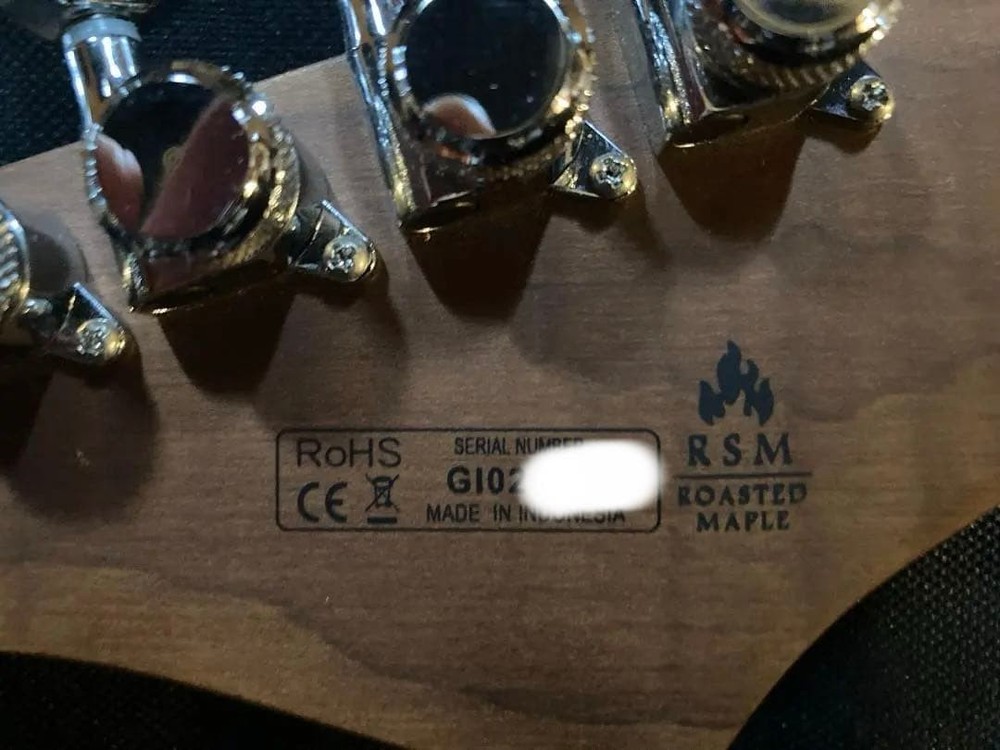 RoHS
SERIAL NUMBER
CE
GI02
MADE IN INDONESIA
RSM
ROASTED
MAPLE